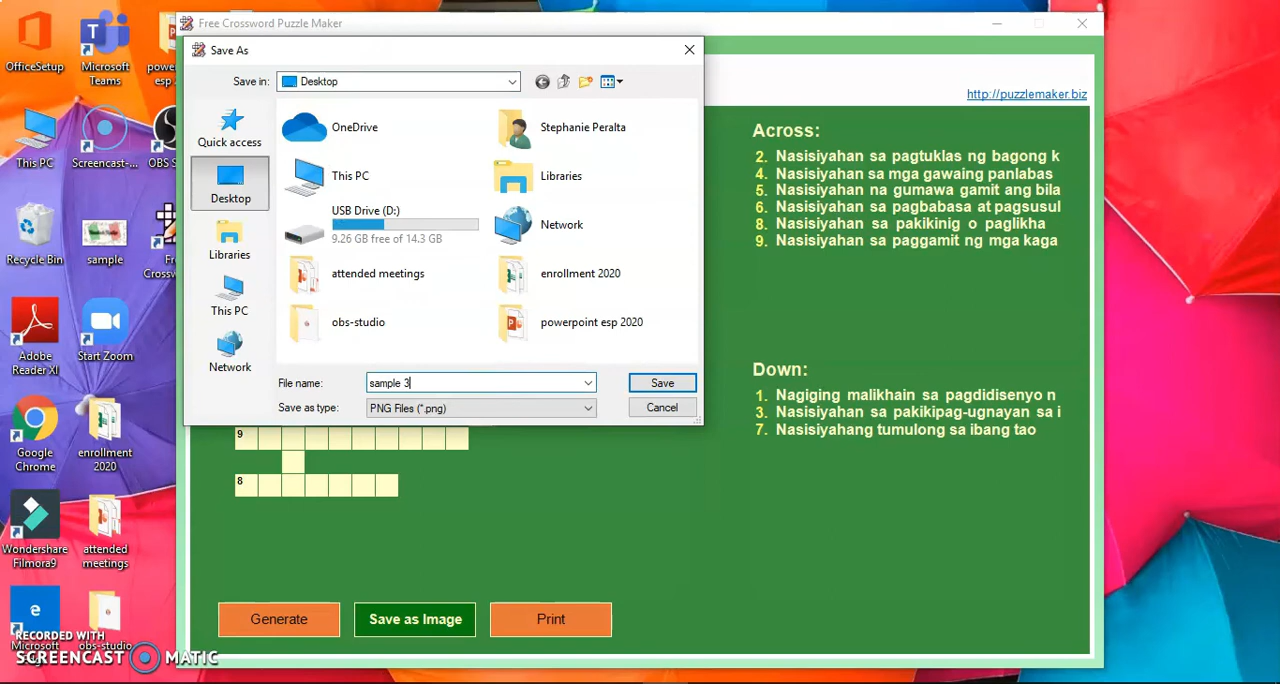 Free Crossword Puzzle Maker
Save As
Save in:
Desktop
Quick access
Desktop
Libraries
This PC
Network
OneDrive
Stephanie Peralta
This PC
Libraries
USB Drive (D:)
9.26 GB free of 14.3 GB
Network
attended meetings
enrollment 2020
obs-studio
powerpoint esp 2020
File name:
sample 3
Save
Save as type:
PNG Files (*.png)
Cancel
http://puzzlemaker.biz
Across:
2. Nasisiyahan sa pagtuklas ng bagong k
4. Nasisiyahan sa mga gawaing panlabas
5. Nasisiyahan na gumawa gamit ang bila
6. Nasisiyahan sa pagbabasa at pagsusul
8. Nasisiyahan sa pakikinig o paglikha
9. Nasisiyahan sa paggamit ng mga kaga
Down:
1. Nagiging malikhain sa pagdidisenyo n
3. Nasisiyahan sa pakikipag-ugnayan sa i
7. Nasisiyahang tumulong sa ibang tao
9
8
Generate
Save as Image
Print
OfficeSetup
Microsoft
Teams
powe
esp
This PC
Screencast-...
OBS S
Recycle Bin
sample
Fr
Crossw
Adobe
Reader XI
Start Zoom
Google
Chrome
enrollment
2020
Wondershare
Filmora9
attended
meetings
Microsoft
obs-studio
RECORDED WITH
SCREENCAST MATIC